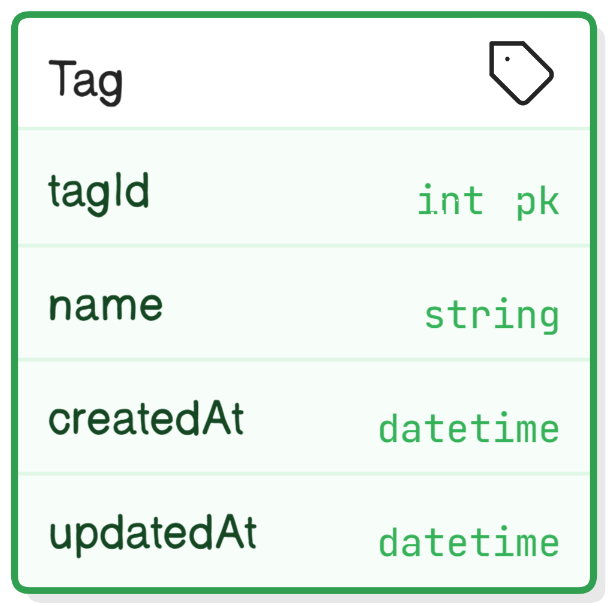 Tag
tagId int pk
name string
createdAt datetime
updatedAt datetime